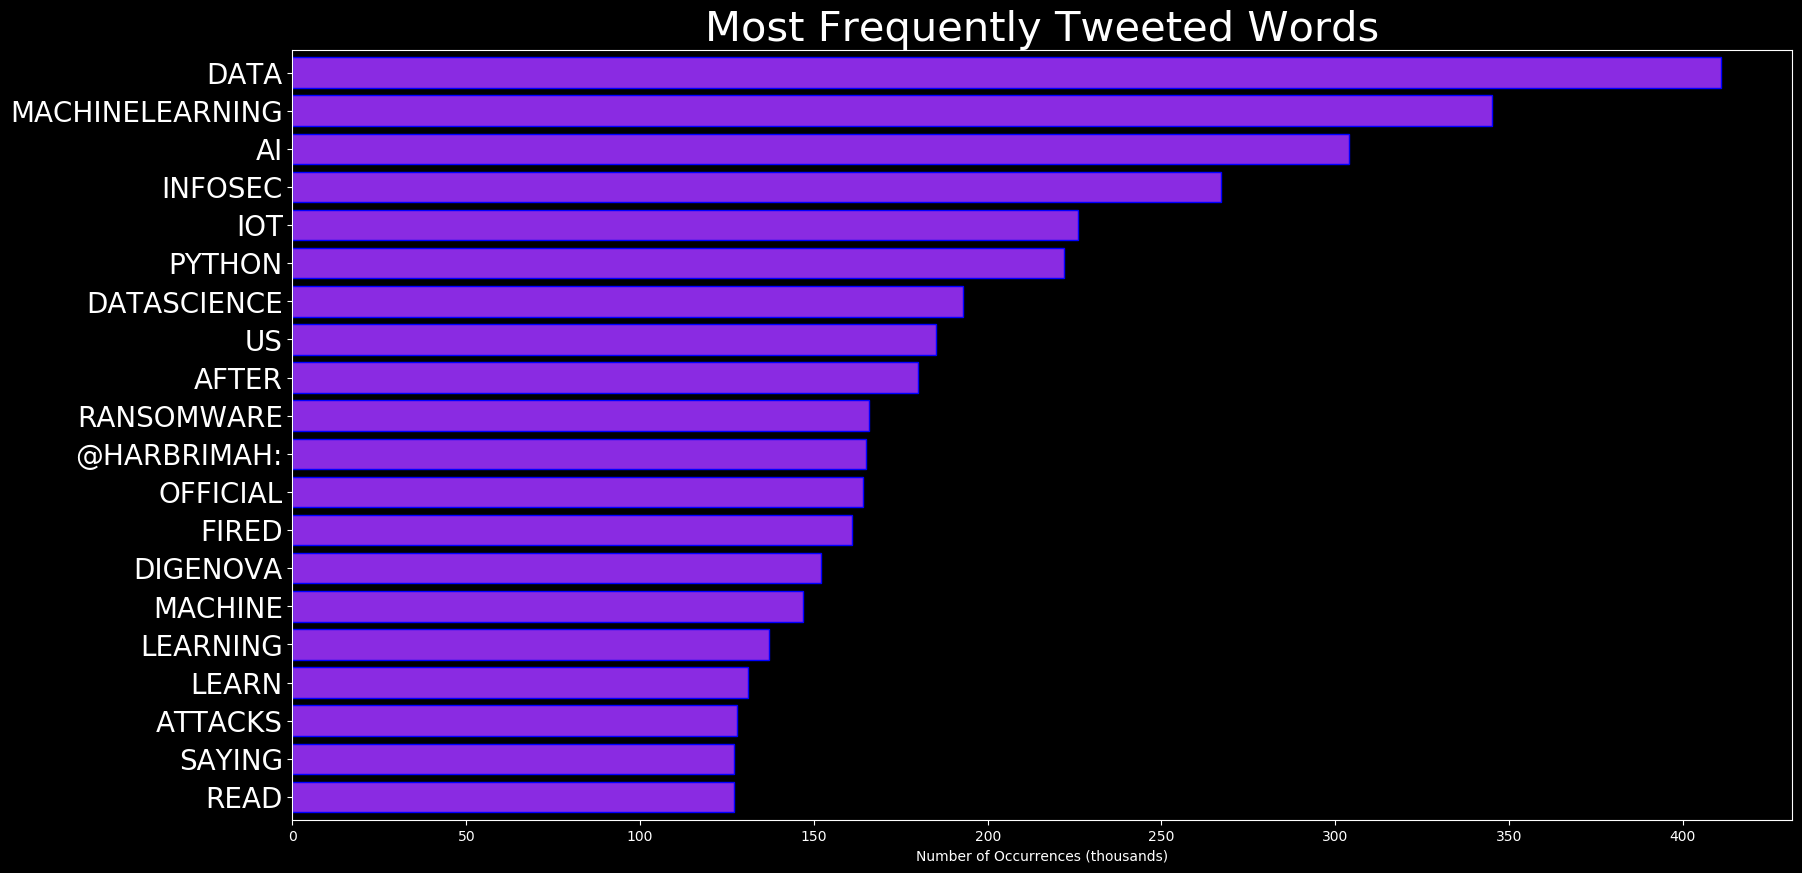 Most Frequently Tweeted Words
DATA
MACHINELEARNING
AI
INFOSEC
IOT
PYTHON
DATASCIENCE
US
AFTER
RANSOMWARE
@HARBRIMAH:
OFFICIAL
FIRED
DIGENOVA
MACHINE
LEARNING
LEARN
ATTACKS
SAYING
READ
0 50 100 150 200 250 300 350 400
Number of Occurrences (thousands)